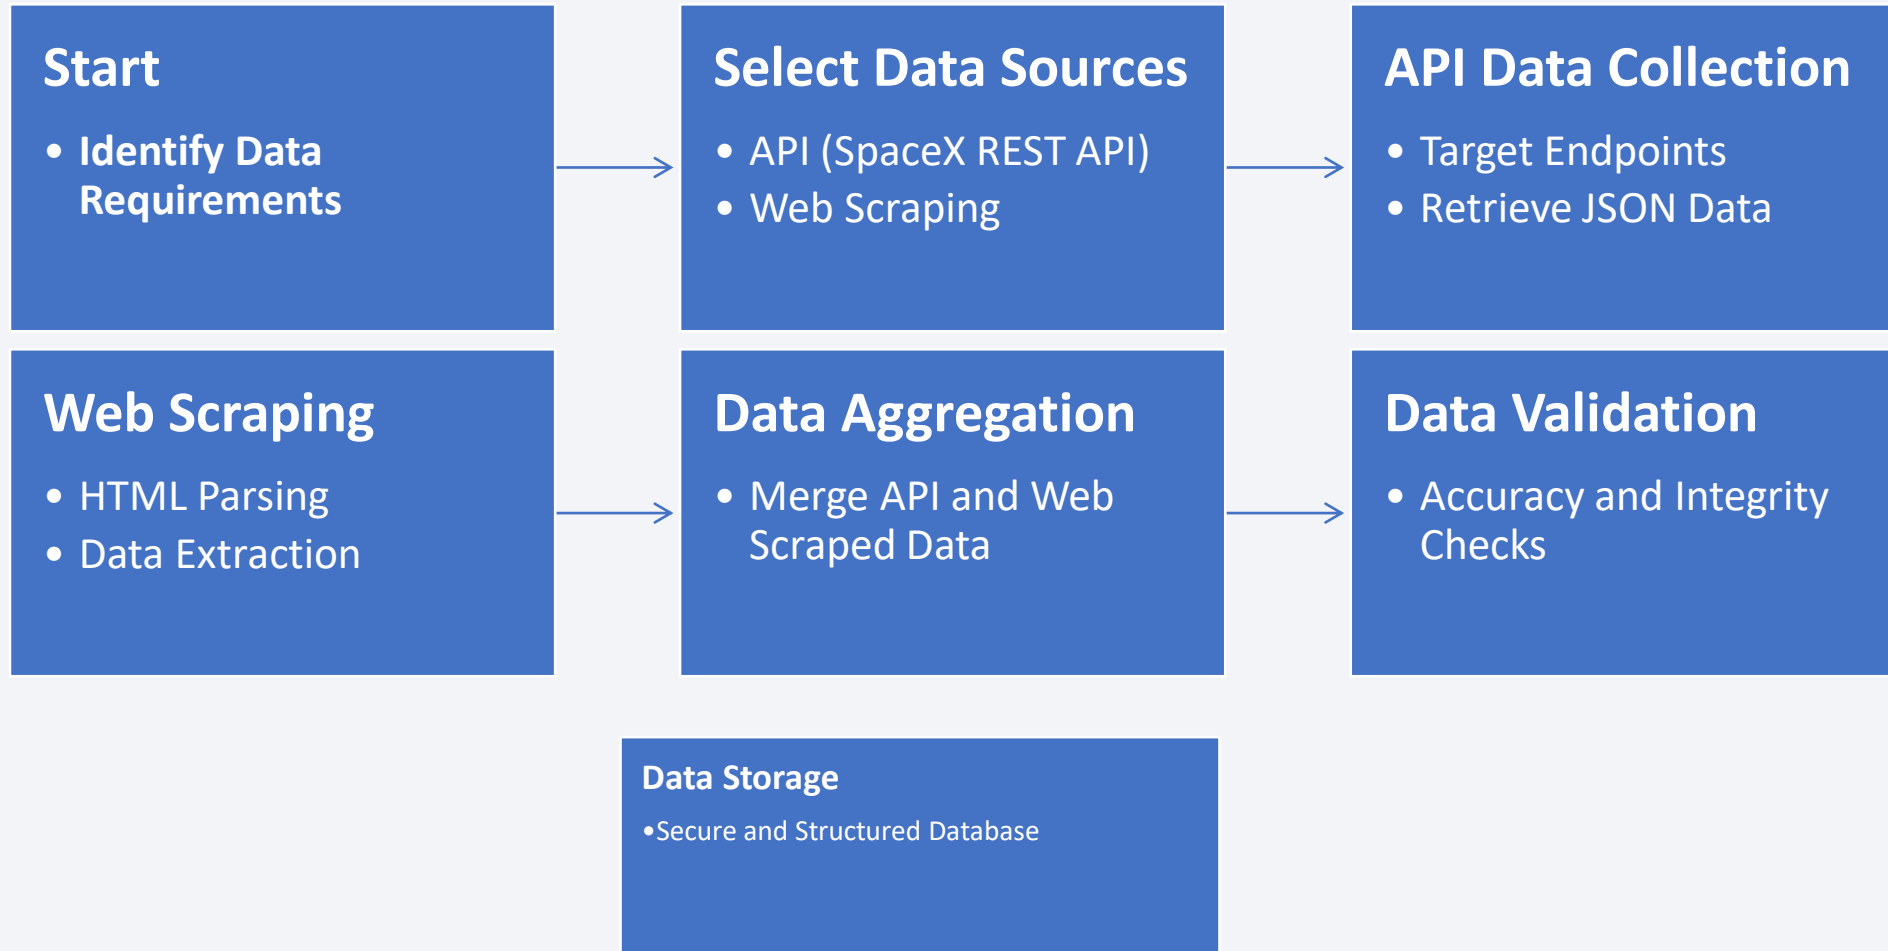 Start
• Identify Data
Requirements
Select Data Sources
• API (SpaceX REST API)
• Web Scraping
API Data Collection
• Target Endpoints
• Retrieve JSON Data
Web Scraping
• HTML Parsing
• Data Extraction
Data Aggregation
• Merge API and Web
Scraped Data
Data Validation
• Accuracy and Integrity
Checks
Data Storage
•Secure and Structured Database